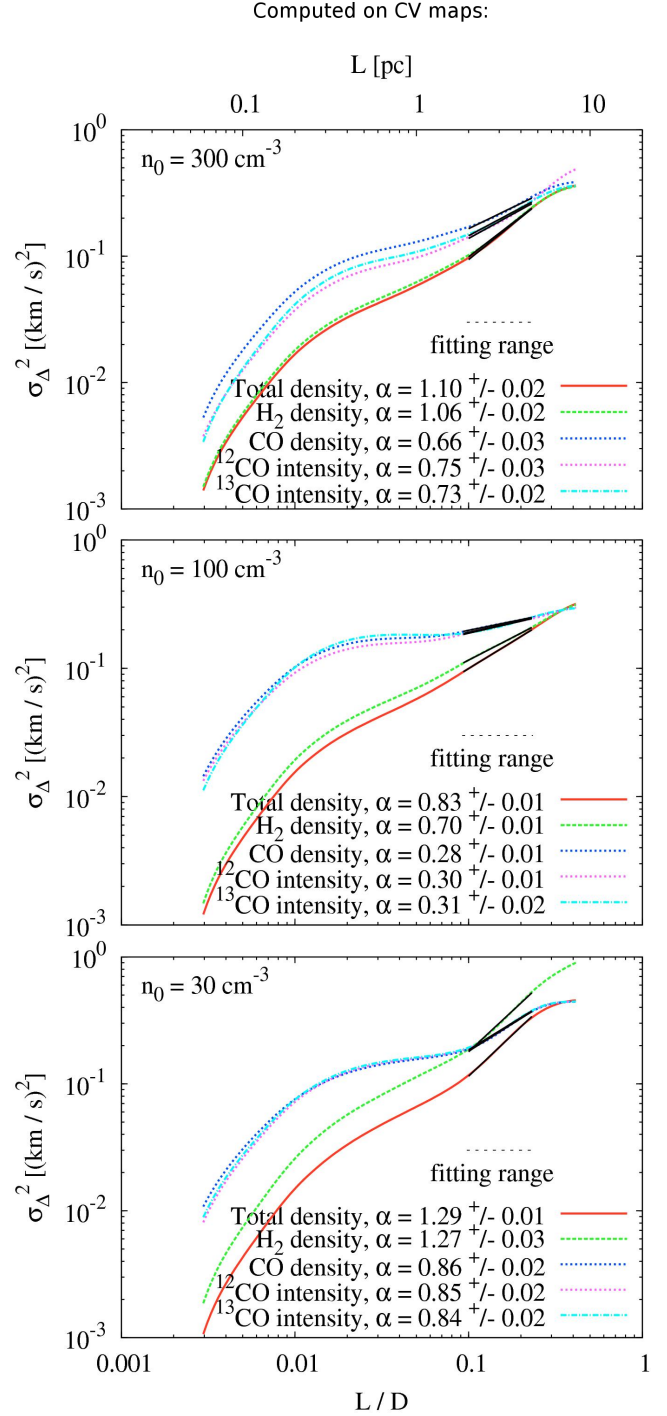 Computed on CV maps:
L [pc]
0.1 1 10
10^0
n_0 = 300 cm^-3
10^-1
σ_Δ^2 [(km / s)^2]
fitting range
10^-2
Total density, α = 1.10 ^+/- 0.02
H_2 density, α = 1.06 ^+/- 0.02
CO density, α = 0.66 ^+/- 0.03
^12CO intensity, α = 0.75 ^+/- 0.03
^13CO intensity, α = 0.73 ^+/- 0.02
10^-3
10^0
n_0 = 100 cm^-3
10^-1
σ_Δ^2 [(km / s)^2]
fitting range
10^-2
Total density, α = 0.83 ^+/- 0.01
H_2 density, α = 0.70 ^+/- 0.01
CO density, α = 0.28 ^+/- 0.01
^12CO intensity, α = 0.30 ^+/- 0.01
^13CO intensity, α = 0.31 ^+/- 0.02
10^-3
10^0
n_0 = 30 cm^-3
10^-1
σ_Δ^2 [(km / s)^2]
fitting range
10^-2
Total density, α = 1.29 ^+/- 0.01
H_2 density, α = 1.27 ^+/- 0.03
CO density, α = 0.86 ^+/- 0.02
^12CO intensity, α = 0.85 ^+/- 0.02
^13CO intensity, α = 0.84 ^+/- 0.02
10^-3
0.001 0.01 0.1 1
L / D